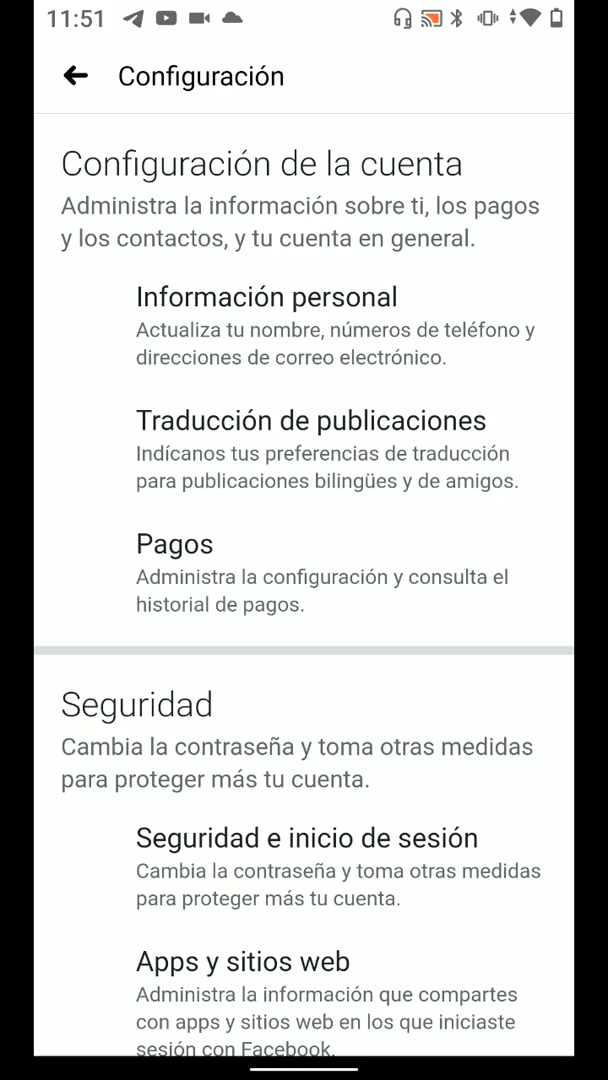 11:51
Configuración
Configuración de la cuenta
Administra la información sobre ti, los pagos
y los contactos, y tu cuenta en general.
Información personal
Actualiza tu nombre, números de teléfono y
direcciones de correo electrónico.
Traducción de publicaciones
Indícanos tus preferencias de traducción
para publicaciones bilingües y de amigos.
Pagos
Administra la configuración y consulta el
historial de pagos.
Seguridad
Cambia la contraseña y toma otras medidas
para proteger más tu cuenta.
Seguridad e inicio de sesión
Cambia la contraseña y toma otras medidas
para proteger más tu cuenta.
Apps y sitios web
Administra la información que compartes
con apps y sitios web en los que iniciaste
sesión con Facebook.